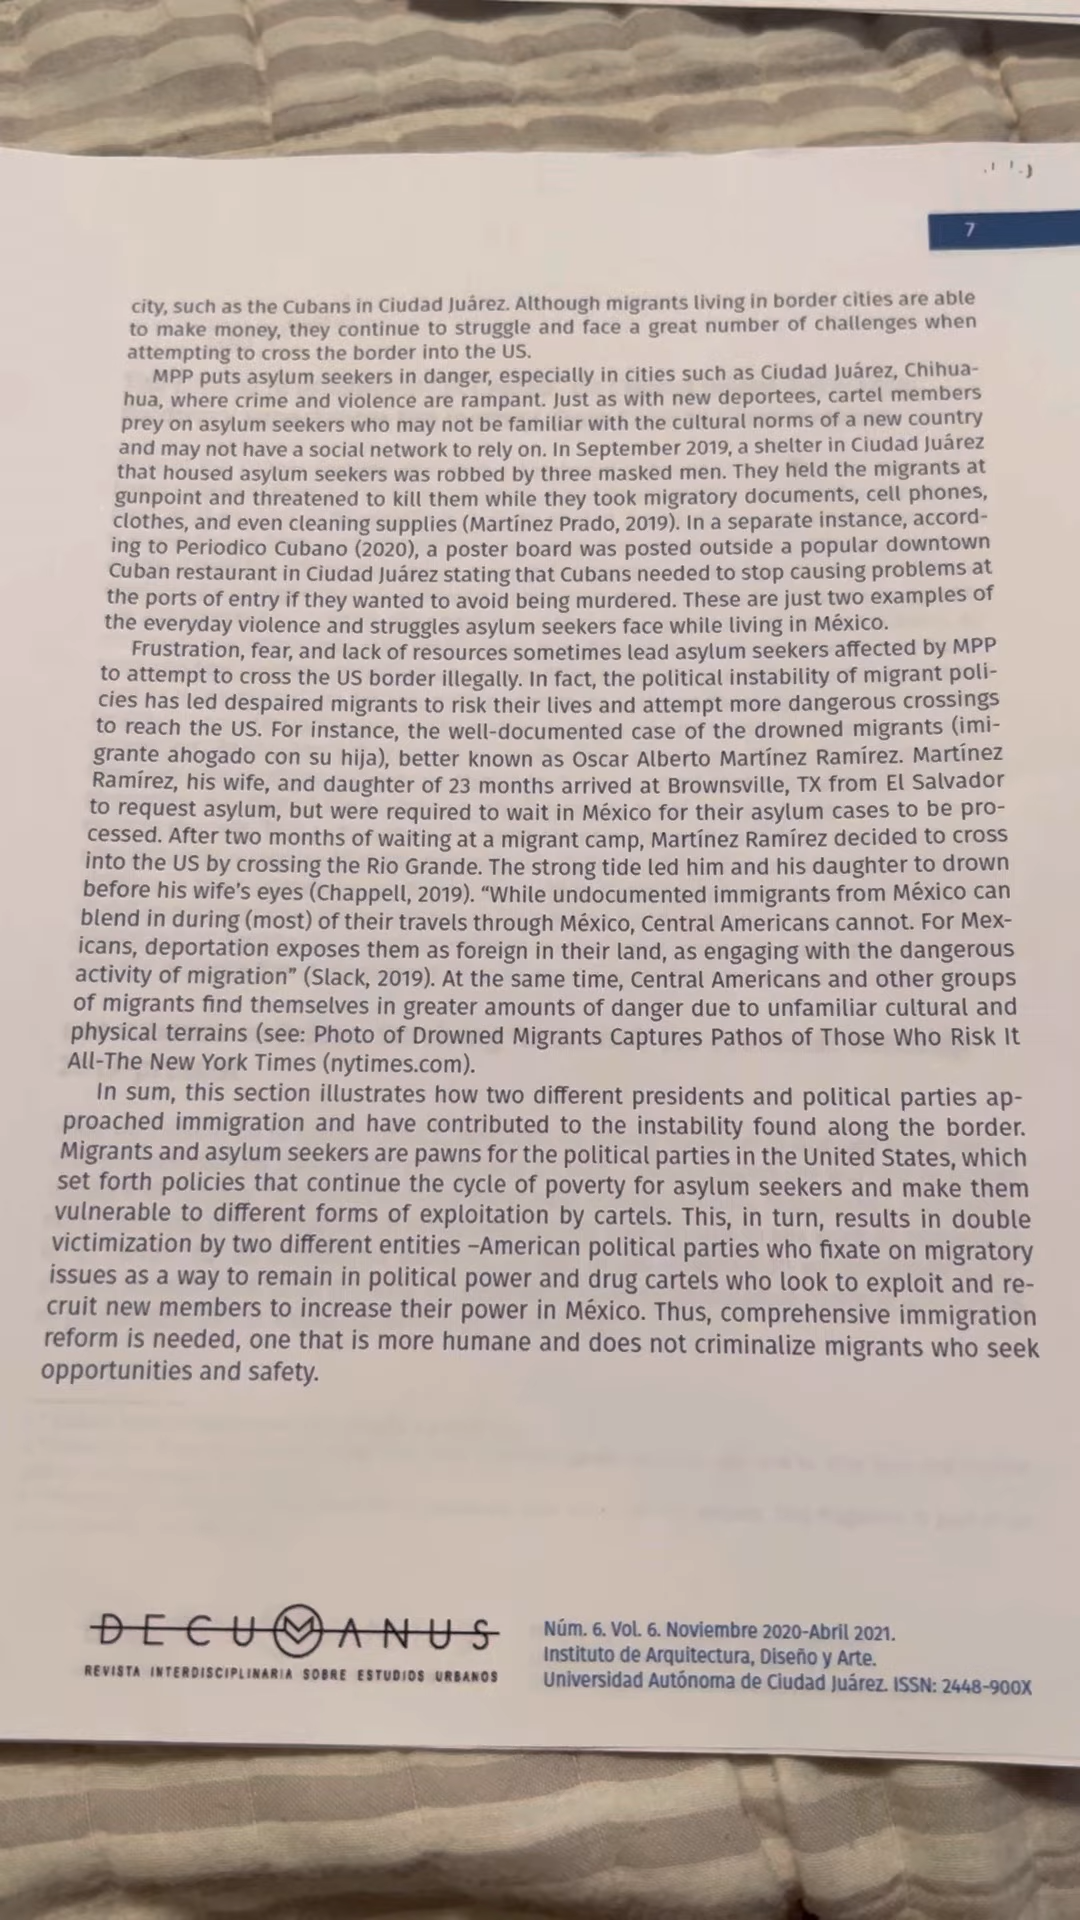 7
city, such as the Cubans in Ciudad Juárez. Although migrants living in border cities are able
to make money, they continue to struggle and face a great number of challenges when
attempting to cross the border into the US.
MPP puts asylum seekers in danger, especially in cities such as Ciudad Juárez, Chihua-
hua, where crime and violence are rampant. Just as with new deportees, cartel members
prey on asylum seekers who may not be familiar with the cultural norms of a new country
and may not have a social network to rely on. In September 2019, a shelter in Ciudad Juárez
that housed asylum seekers was robbed by three masked men. They held the migrants at
gunpoint and threatened to kill them while they took migratory documents, cell phones,
clothes, and even cleaning supplies (Martínez Prado, 2019). In a separate instance, accord-
ing to Periodico Cubano (2020), a poster board was posted outside a popular downtown
Cuban restaurant in Ciudad Juárez stating that Cubans needed to stop causing problems at
the ports of entry if they wanted to avoid being murdered. These are just two examples of
the everyday violence and struggles asylum seekers face while living in México.
Frustration, fear, and lack of resources sometimes lead asylum seekers affected by MPP
to attempt to cross the US border illegally. In fact, the political instability of migrant poli-
cies has led despaired migrants to risk their lives and attempt more dangerous crossings
to reach the US. For instance, the well-documented case of the drowned migrants (imi-
grante ahogado con su hija), better known as Oscar Alberto Martínez Ramírez. Martínez
Ramírez, his wife, and daughter of 23 months arrived at Brownsville, TX from El Salvador
to request asylum, but were required to wait in México for their asylum cases to be pro-
cessed. After two months of waiting at a migrant camp, Martínez Ramírez decided to cross
into the US by crossing the Rio Grande. The strong tide led him and his daughter to drown
before his wife's eyes (Chappell, 2019). “While undocumented immigrants from México can
blend in during (most) of their travels through México, Central Americans cannot. For Mex-
icans, deportation exposes them as foreign in their land, as engaging with the dangerous
activity of migration” (Slack, 2019). At the same time, Central Americans and other groups
of migrants find themselves in greater amounts of danger due to unfamiliar cultural and
physical terrains (see: Photo of Drowned Migrants Captures Pathos of Those Who Risk It
All-The New York Times (nytimes.com).
In sum, this section illustrates how two different presidents and political parties ap-
proached immigration and have contributed to the instability found along the border.
Migrants and asylum seekers are pawns for the political parties in the United States, which
set forth policies that continue the cycle of poverty for asylum seekers and make them
vulnerable to different forms of exploitation by cartels. This, in turn, results in double
victimization by two different entities –American political parties who fixate on migratory
issues as a way to remain in political power and drug cartels who look to exploit and re-
cruit new members to increase their power in México. Thus, comprehensive immigration
reform is needed, one that is more humane and does not criminalize migrants who seek
opportunities and safety.
DECUMANUS
REVISTA INTERDISCIPLINARIA SOBRE ESTUDIOS URBANOS
Núm. 6. Vol. 6. Noviembre 2020-Abril 2021.
Instituto de Arquitectura, Diseño y Arte.
Universidad Autónoma de Ciudad Juárez. ISSN: 2448-900X